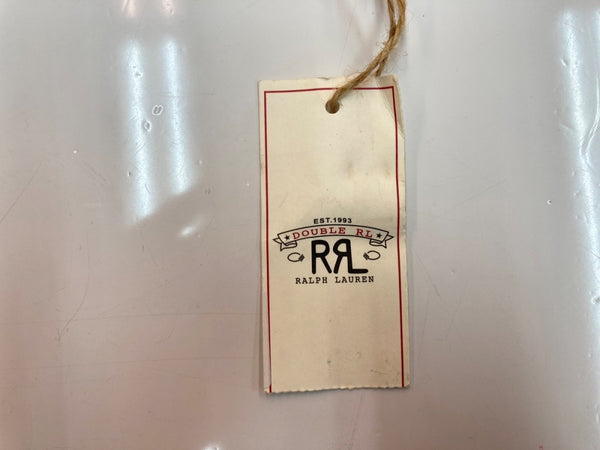 EST.1993
DOUBLE RL
RRL
RALPH LAUREN